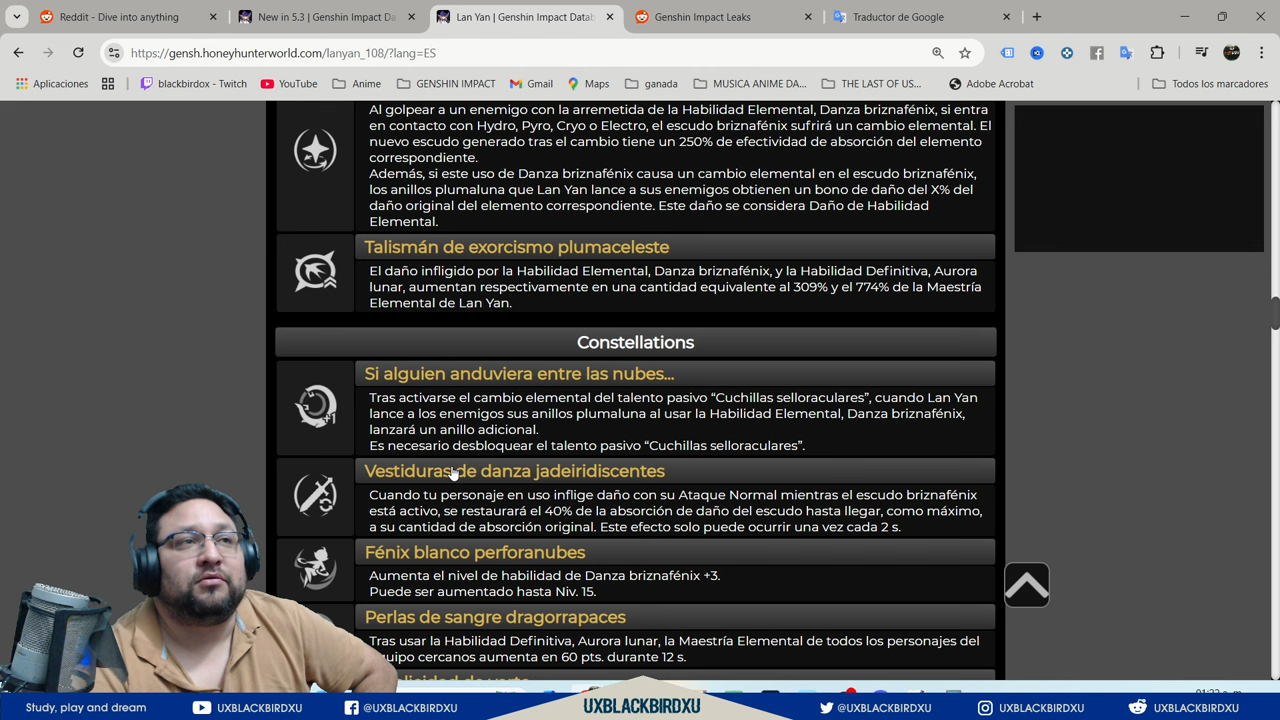 Reddit - Dive into anything
New in 5.3 | Genshin Impact Da
Lan Yan | Genshin Impact Datab
Genshin Impact Leaks
Traductor de Google
https://gensh.honeyhunterworld.com/lanyan_108/?lang=ES
Aplicaciones
blackbirdox - Twitch
YouTube
Anime
GENSHIN IMPACT
Gmail
Maps
ganada
MUSICA ANIME DA...
THE LAST OF US...
Adobe Acrobat
Todos los marcadores
Al golpear a un enemigo con la arremetida de la Habilidad Elemental, Danza briznafénix, si entra
en contacto con Hydro, Pyro, Cryo o Electro, el escudo briznafénix sufrirá un cambio elemental. El
nuevo escudo generado tras el cambio tiene un 250% de efectividad de absorción del elemento
correspondiente.
Además, si este uso de Danza briznafénix causa un cambio elemental en el escudo briznafénix,
los anillos plumaluna que Lan Yan lance a sus enemigos obtienen un bono de daño del X% del
daño original del elemento correspondiente. Este daño se considera Daño de Habilidad
Elemental.
Talismán de exorcismo plumaceleste
El daño infligido por la Habilidad Elemental, Danza briznafénix, y la Habilidad Definitiva, Aurora
lunar, aumentan respectivamente en una cantidad equivalente al 309% y el 774% de la Maestría
Elemental de Lan Yan.
Constellations
Si alguien anduviera entre las nubes...
Tras activarse el cambio elemental del talento pasivo “Cuchillas selloraculares”, cuando Lan Yan
lance a los enemigos sus anillos plumaluna al usar la Habilidad Elemental, Danza briznafénix,
lanzará un anillo adicional.
Es necesario desbloquear el talento pasivo “Cuchillas selloraculares”.
+1
Vestiduras de danza jadeiridiscentes
Cuando tu personaje en uso inflige daño con su Ataque Normal mientras el escudo briznafénix
está activo, se restaurará el 40% de la absorción de daño del escudo hasta llegar, como máximo,
a su cantidad de absorción original. Este efecto solo puede ocurrir una vez cada 2 s.
Fénix blanco perforanubes
Aumenta el nivel de habilidad de Danza briznafénix +3.
Puede ser aumentado hasta Niv. 15.
Perlas de sangre dragorrapaces
Tras usar la Habilidad Definitiva, Aurora lunar, la Maestría Elemental de todos los personajes del
quipo cercanos aumenta en 60 pts. durante 12 s.
Study, play and dream
UXBLACKBIRDXU
@UXBLACKBIRDXU
UXBLACKBIRDXU
@UXBLACKBIRDXU
UXBLACKBIRDXU
UXBLACKBIRDXU